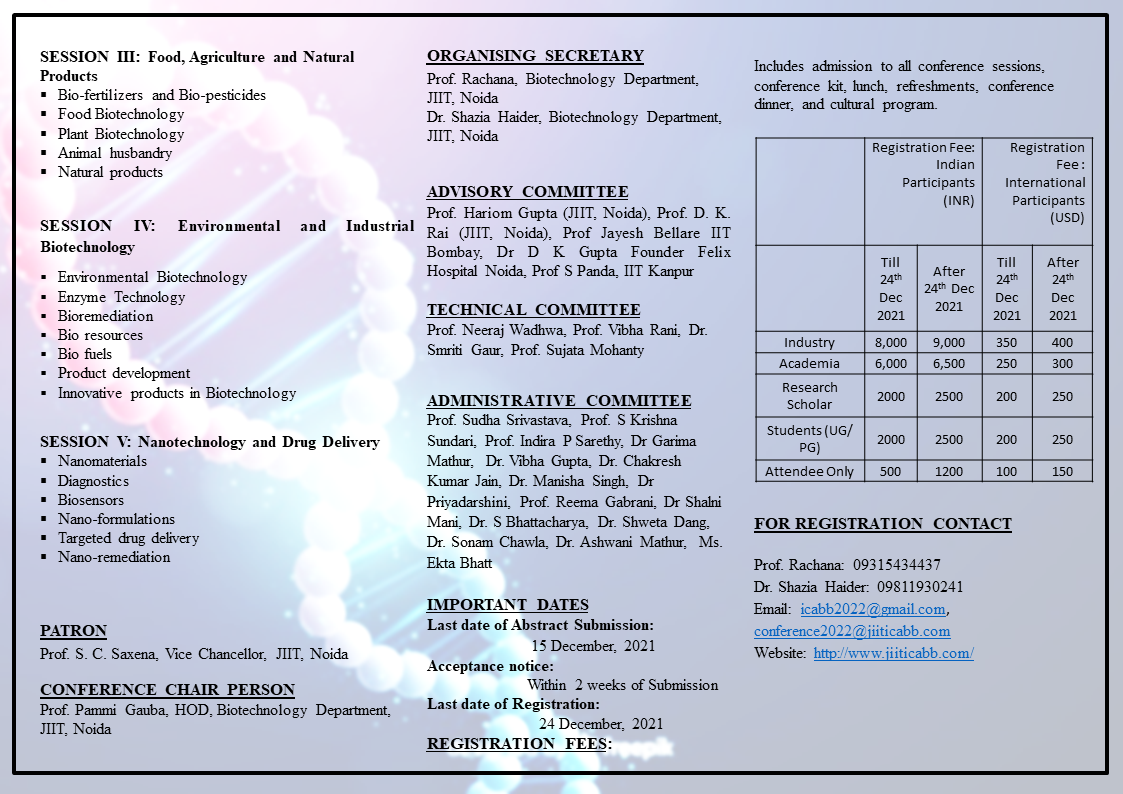 SESSION III: Food, Agriculture and Natural
Products
▪ Bio-fertilizers and Bio-pesticides
▪ Food Biotechnology
▪ Plant Biotechnology
▪ Animal husbandry
▪ Natural products
SESSION IV: Environmental and Industrial
Biotechnology
▪ Environmental Biotechnology
▪ Enzyme Technology
▪ Bioremediation
▪ Bio resources
▪ Bio fuels
▪ Product development
▪ Innovative products in Biotechnology
SESSION V: Nanotechnology and Drug Delivery
▪ Nanomaterials
▪ Diagnostics
▪ Biosensors
▪ Nano-formulations
▪ Targeted drug delivery
▪ Nano-remediation
PATRON
Prof. S. C. Saxena, Vice Chancellor, JIIT, Noida
CONFERENCE CHAIR PERSON
Prof. Pammi Gauba, HOD, Biotechnology Department,
JIIT, Noida
ORGANISING SECRETARY
Prof. Rachana, Biotechnology Department,
JIIT, Noida
Dr. Shazia Haider, Biotechnology Department,
JIIT, Noida
ADVISORY COMMITTEE
Prof. Hariom Gupta (JIIT, Noida), Prof. D. K.
Rai (JIIT, Noida), Prof Jayesh Bellare IIT
Bombay, Dr D K Gupta Founder Felix
Hospital Noida, Prof S Panda, IIT Kanpur
TECHNICAL COMMITTEE
Prof. Neeraj Wadhwa, Prof. Vibha Rani, Dr.
Smriti Gaur, Prof. Sujata Mohanty
ADMINISTRATIVE COMMITTEE
Prof. Sudha Srivastava, Prof. S Krishna
Sundari, Prof. Indira P Sarethy, Dr Garima
Mathur, Dr. Vibha Gupta, Dr. Chakresh
Kumar Jain, Dr. Manisha Singh, Dr
Priyadarshini, Prof. Reema Gabrani, Dr Shalni
Mani, Dr. S Bhattacharya, Dr. Shweta Dang,
Dr. Sonam Chawla, Dr. Ashwani Mathur, Ms.
Ekta Bhatt
IMPORTANT DATES
Last date of Abstract Submission:
15 December, 2021
Acceptance notice:
Within 2 weeks of Submission
Last date of Registration:
24 December, 2021
REGISTRATION FEES:
Includes admission to all conference sessions,
conference kit, lunch, refreshments, conference
dinner, and cultural program.
Registration Fee: Registration
Indian Fee :
Participants International
(INR) Participants
(USD)
Till After Till After
24th 24th Dec 24th 24th
Dec 2021 Dec Dec
2021 2021 2021
Industry 8,000 9,000 350 400
Academia 6,000 6,500 250 300
Research
Scholar 2000 2500 200 250
Students (UG/
PG) 2000 2500 200 250
Attendee Only 500 1200 100 150
FOR REGISTRATION CONTACT
Prof. Rachana: 09315434437
Dr. Shazia Haider: 09811930241
Email: icabb2022@gmail.com,
conference2022@jiiticabb.com
Website: http://www.jiiticabb.com/